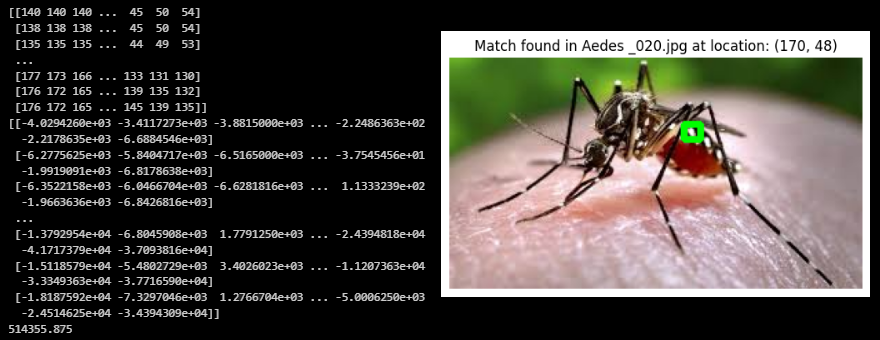 [[140 140 140 ...  45  50  54]
 [138 138 138 ...  45  50  54]
 [135 135 135 ...  44  49  53]
 ...
 [177 173 166 ... 133 131 130]
 [176 172 165 ... 139 135 132]
 [176 172 165 ... 145 139 135]]
[[-4.0294260e+03 -3.4117273e+03 -3.8815000e+03 ... -2.2486363e+02
  -2.2178635e+03 -6.6884546e+03]
 [-6.2775625e+03 -5.8404717e+03 -6.5165000e+03 ... -3.7545456e+01
  -1.9919091e+03 -6.8178638e+03]
 [-6.3522158e+03 -6.0466704e+03 -6.6281816e+03 ...  1.1333239e+02
  -1.9663636e+03 -6.8426816e+03]
 ...
 [-1.3792954e+04 -6.8045908e+03  1.7791250e+03 ... -2.4394818e+04
  -4.1717379e+04 -3.7093816e+04]
 [-1.5118579e+04 -5.4802729e+03  3.4026023e+03 ... -1.1207363e+04
  -3.3349363e+04 -3.7716590e+04]
 [-1.8187592e+04 -7.3297046e+03  1.2766704e+03 ... -5.0006250e+03
  -2.4514625e+04 -3.4394309e+04]]
514355.875
Match found in Aedes _020.jpg at location: (170, 48)